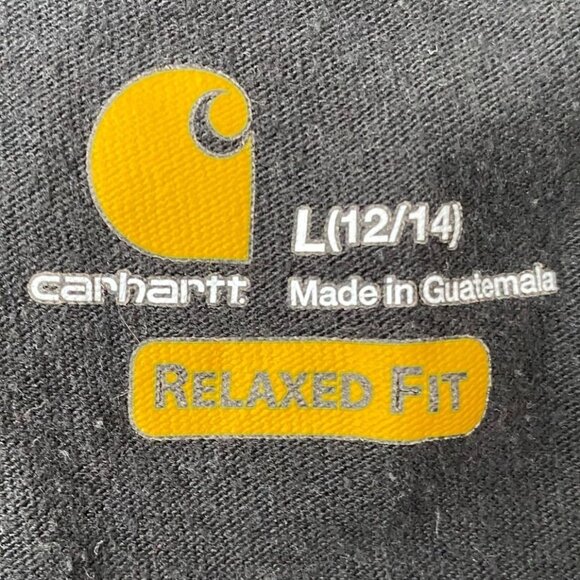 carhartt
L(12/14)
Made in Guatemala
RELAXED FIT